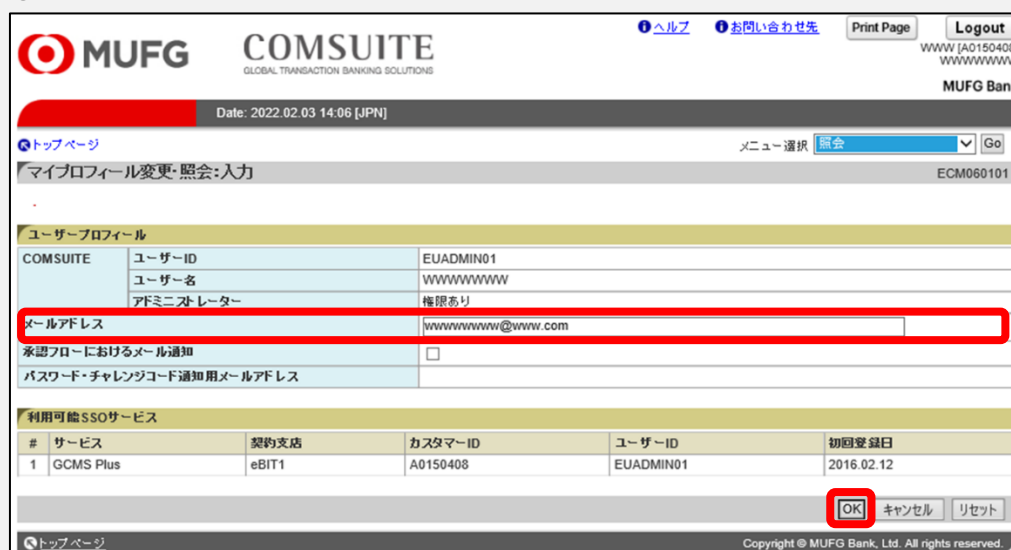 MUFG COMSUITE
GLOBAL TRANSACTION BANKING SOLUTIONS
ヘルプ お問い合わせ先 Print Page Logout
WWW [A0150408
MUFG Ban
Date: 2022.02.03 14:06 [JPN]
トップページ メニュー選択 照会 Go
マイプロフィール変更・照会:入力 ECM060101
ユーザープロフィール
COMSUITE ユーザーID EUADMIN01
ユーザー名 WWWWWWWW
アドミニストレーター 権限あり
メールアドレス wwwwwwww@www.com
承認フローにおけるメール通知
パスワード・チャレンジコード通知用メールアドレス
利用可能SSOサービス
# サービス 契約支店 カスタマーID ユーザーID 初回登録日
1 GCMS Plus eBIT1 A0150408 EUADMIN01 2016.02.12
OK キャンセル リセット
トップページ Copyright © MUFG Bank, Ltd. All rights reserved.